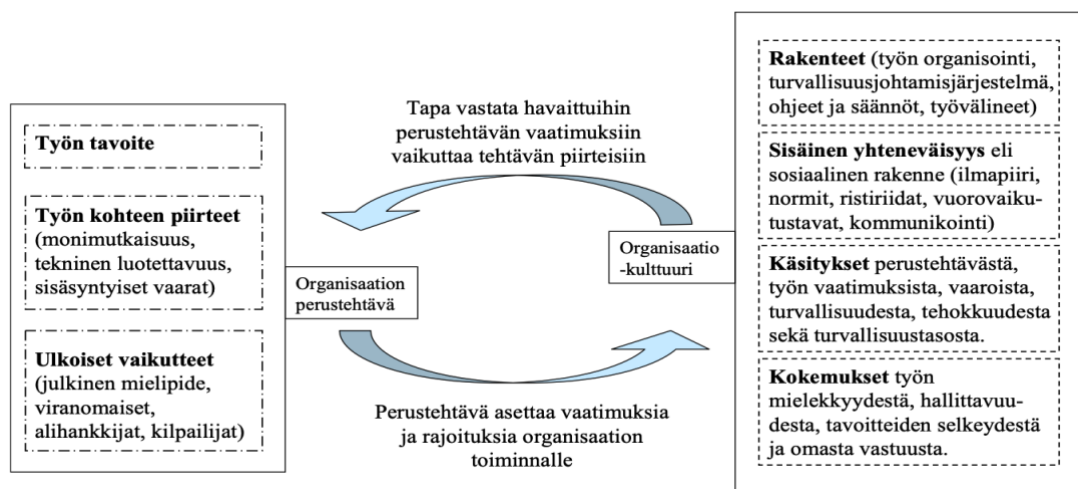 Työn tavoite
Työn kohteen piirteet
(monimutkaisuus,
tekninen luotettavuus,
sisäsyntyiset vaarat)
Ulkoiset vaikutteet
(julkinen mielipide,
viranomaiset,
alihankkijat, kilpailijat)
Organisaation
perustehtävä
Tapa vastata havaittuihin
perustehtävän vaatimuksiin
vaikuttaa tehtävän piirteisiin
Perustehtävä asettaa vaatimuksia
ja rajoituksia organisaation
toiminnalle
Organisaatio
-kulttuuri
Rakenteet (työn organisointi,
turvallisuusjohtamisjärjestelmä,
ohjeet ja säännöt, työvälineet)
Sisäinen yhteneväisyys eli
sosiaalinen rakenne (ilmapiiri,
normit, ristiriidat, vuorovaiku-
tustavat, kommunikointi)
Käsitykset perustehtävästä,
työn vaatimuksista, vaaroista,
turvallisuudesta, tehokkuudesta
sekä turvallisuustasosta.
Kokemukset työn
mielekkyydestä, hallittavuu-
desta, tavoitteiden selkeydestä
ja omasta vastuusta.